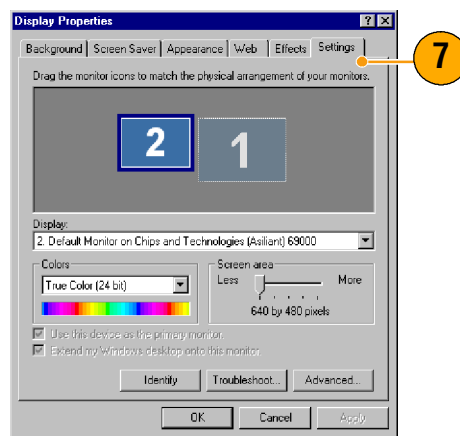 Display Properties
Background Screen Saver Appearance Web Effects Settings
7
Drag the monitor icons to match the physical arrangement of your monitors.
2 1
Display:
2. Default Monitor on Chips and Technologies (Asiliant) 69000
Colors
True Color (24 bit)
Screen area
Less More
640 by 480 pixels
Use this device as the primary monitor.
Extend my Windows desktop onto this monitor.
Identify Troubleshoot... Advanced...
OK Cancel Apply